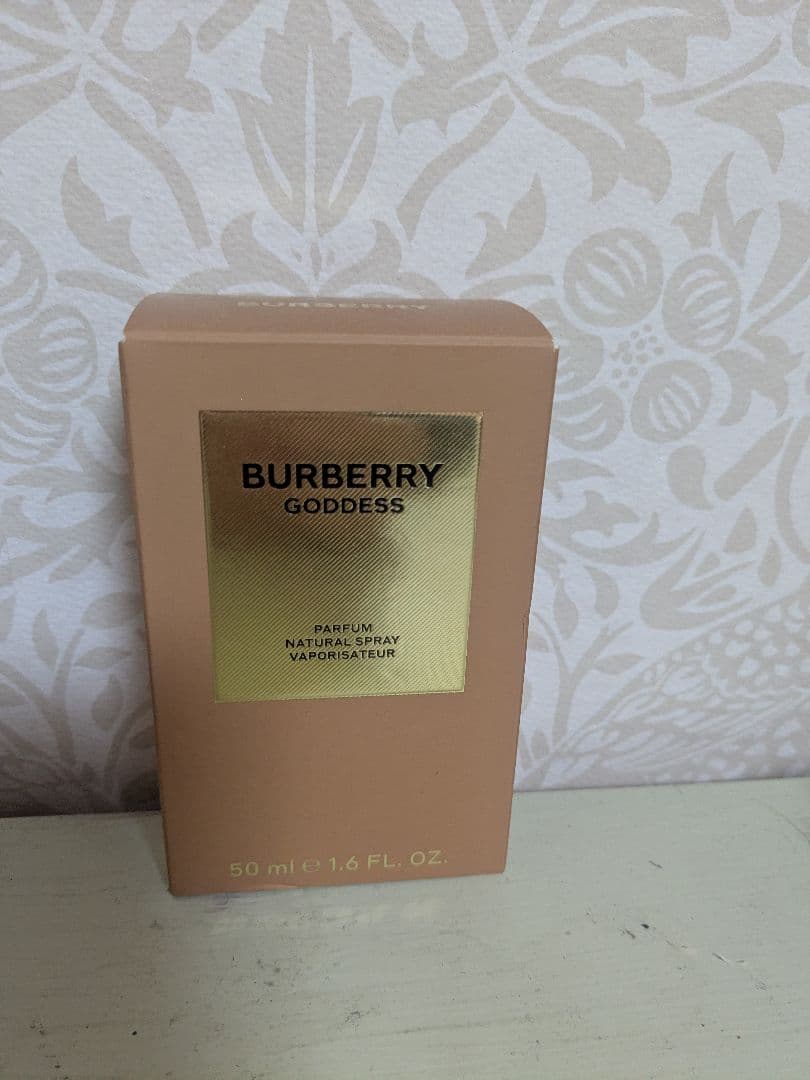 BURBERRY
BURBERRY
GODDESS
PARFUM
NATURAL SPRAY
VAPORISATEUR
50 ml ℮ 1.6 FL. OZ.